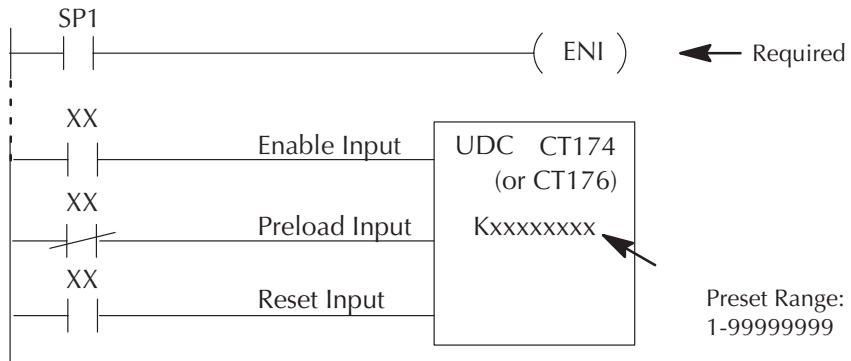 SP1
ENI
Required
XX
Enable Input
UDC CT174
(or CT176)
XX
Preload Input
Kxxxxxxxx
XX
Reset Input
Preset Range:
1-99999999